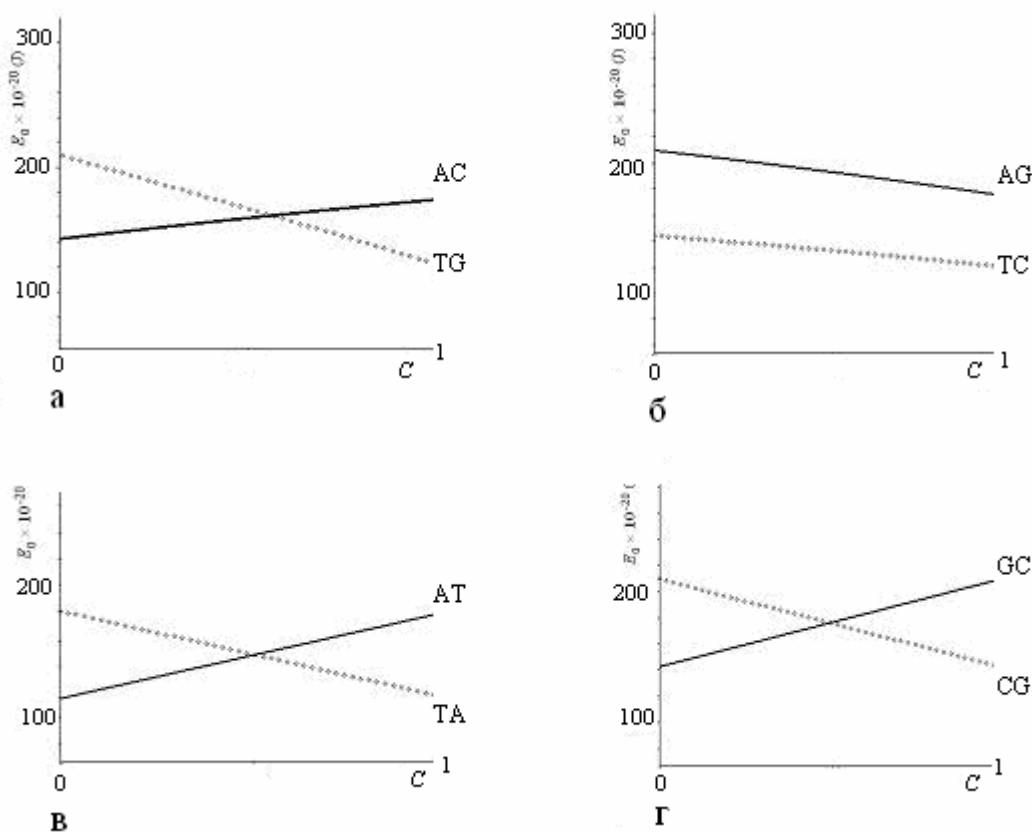 300
E₀ × 10⁻²⁰ (J)
200
AC
TG
100
0
C
1
а
300
E₀ × 10⁻²⁰ (J)
200
AG
TC
100
0
C
1
б
E₀ × 10⁻²⁰
200
AT
100
TA
0
C
1
в
E₀ × 10⁻²⁰ (
200
GC
CG
100
0
C
1
г